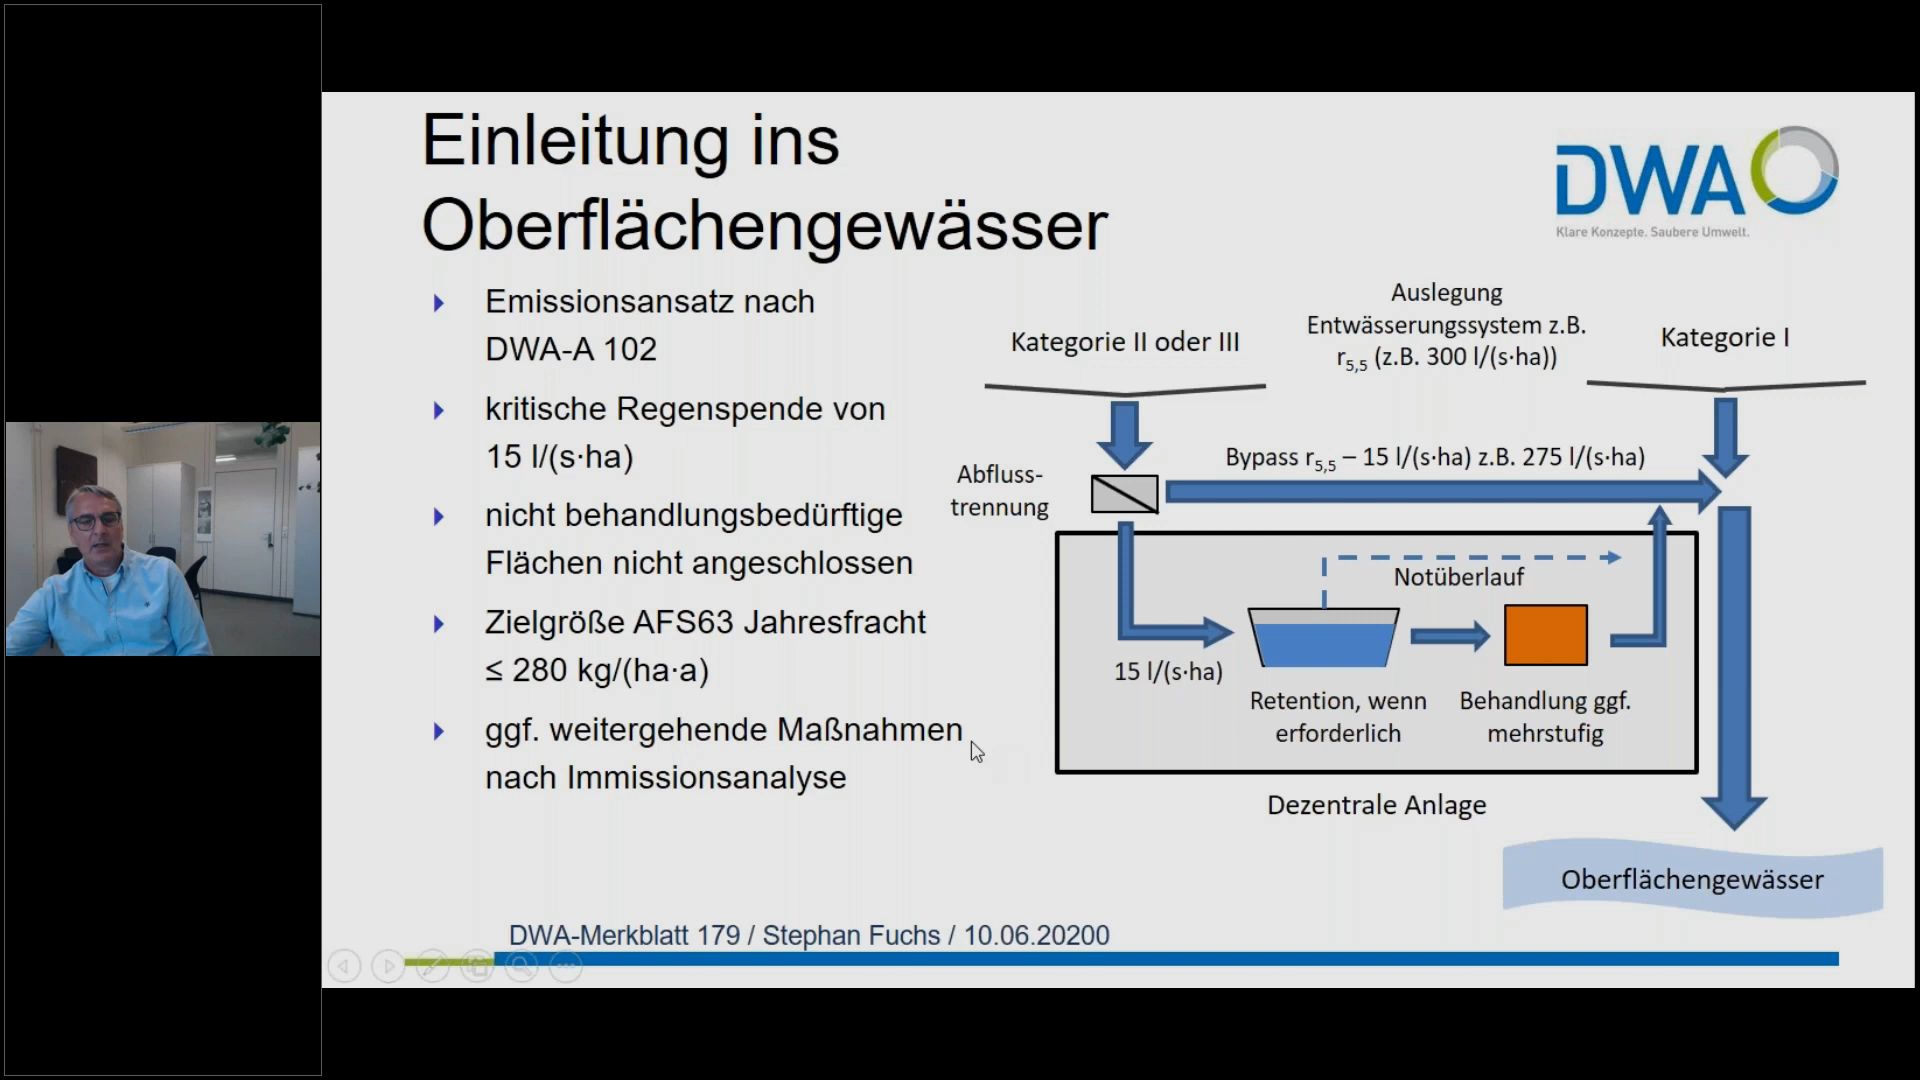 Einleitung ins
Oberflächengewässer
DWA
Klare Konzepte. Saubere Umwelt.
Emissionsansatz nach
DWA-A 102
kritische Regenspende von
15 l/(s·ha)
nicht behandlungsbedürftige
Flächen nicht angeschlossen
Zielgröße AFS63 Jahresfracht
≤ 280 kg/(ha·a)
ggf. weitergehende Maßnahmen
nach Immissionsanalyse
Kategorie II oder III
Auslegung
Entwässerungssystem z.B.
r5,5 (z.B. 300 l/(s·ha))
Kategorie I
Abfluss-
trennung
Bypass r5,5 – 15 l/(s·ha) z.B. 275 l/(s·ha)
Notüberlauf
15 l/(s·ha)
Retention, wenn
erforderlich
Behandlung ggf.
mehrstufig
Dezentrale Anlage
Oberflächengewässer
DWA-Merkblatt 179 / Stephan Fuchs / 10.06.20200